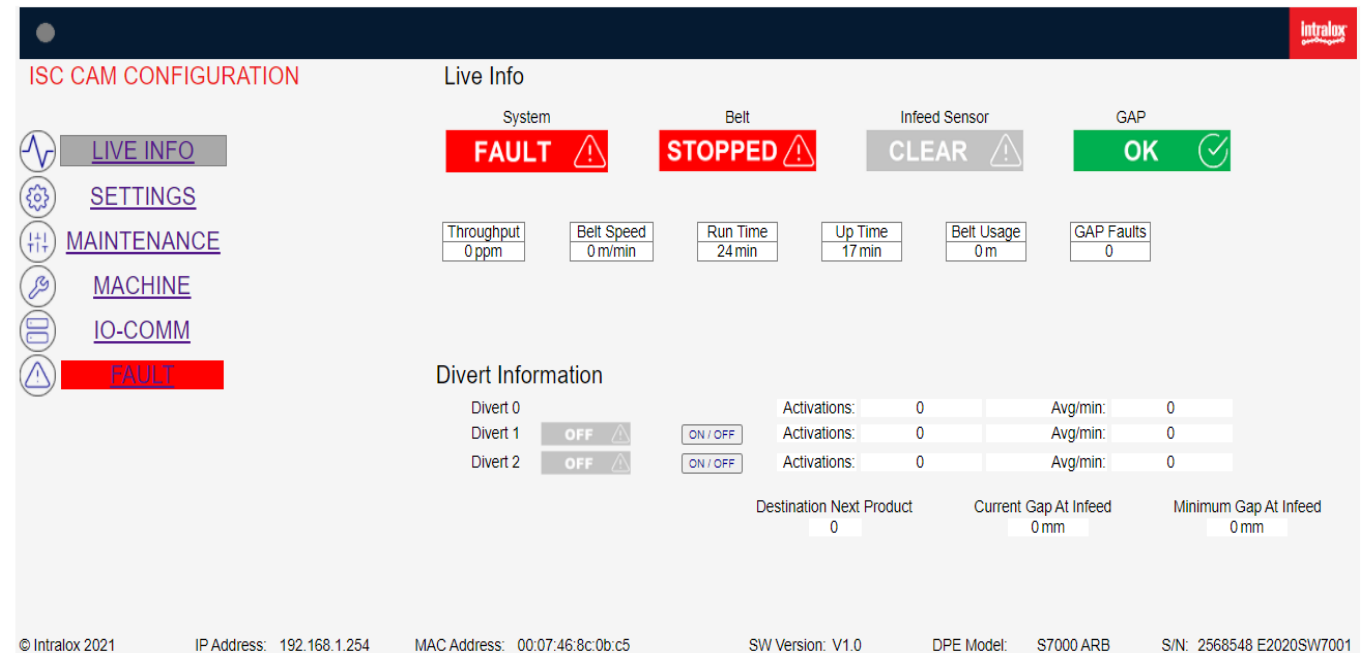 Intralox
ISC CAM CONFIGURATION
Live Info
System Belt Infeed Sensor GAP
FAULT STOPPED CLEAR OK
LIVE INFO
SETTINGS
MAINTENANCE
MACHINE
IO-COMM
FAULT
Throughput Belt Speed Run Time Up Time Belt Usage GAP Faults
0 ppm 0 m/min 24 min 17 min 0 m 0
Divert Information
Divert 0 Activations: 0 Avg/min: 0
Divert 1 OFF ON / OFF Activations: 0 Avg/min: 0
Divert 2 OFF ON / OFF Activations: 0 Avg/min: 0
Destination Next Product Current Gap At Infeed Minimum Gap At Infeed
0 0 mm 0 mm
© Intralox 2021 IP Address: 192.168.1.254 MAC Address: 00:07:46:8c:0b:c5 SW Version: V1.0 DPE Model: S7000 ARB S/N: 2568548 E2020SW7001